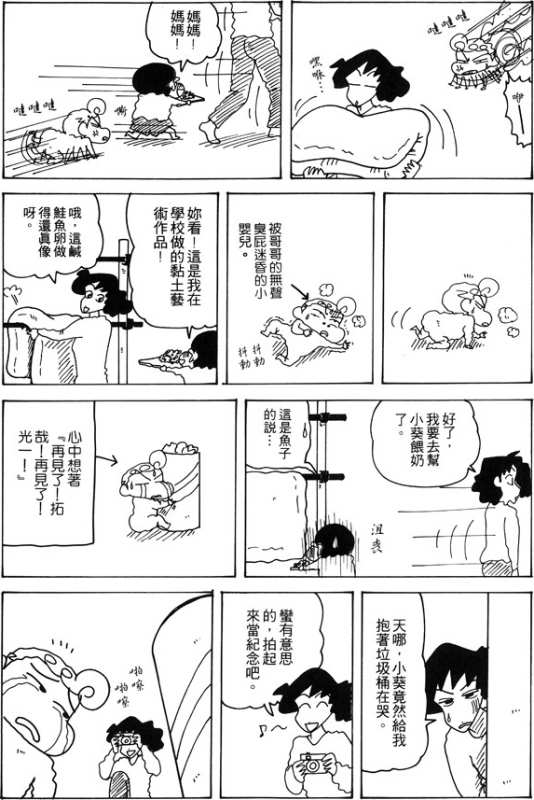 噠噠噠
咿
嘿
媽媽！
媽媽！
嘶
噠噠噠
被哥哥的無聲
臭屁迷昏的小
嬰兒。
抖動
抖動
妳看！這是我在
學校做的黏土藝
術作品！
哦，這鹹
鮭魚卵做
得還真像
呀。
好了，
我要去幫
小葵餵奶
了。
沮喪
這是魚子
的說…
心中想著
『再見了！拓
哉！再見了！
光一！』
天哪，小葵竟然給我
抱著垃圾桶在哭。
蠻有意思
的，拍起
來當紀念吧。
啪嚓
啪嚓